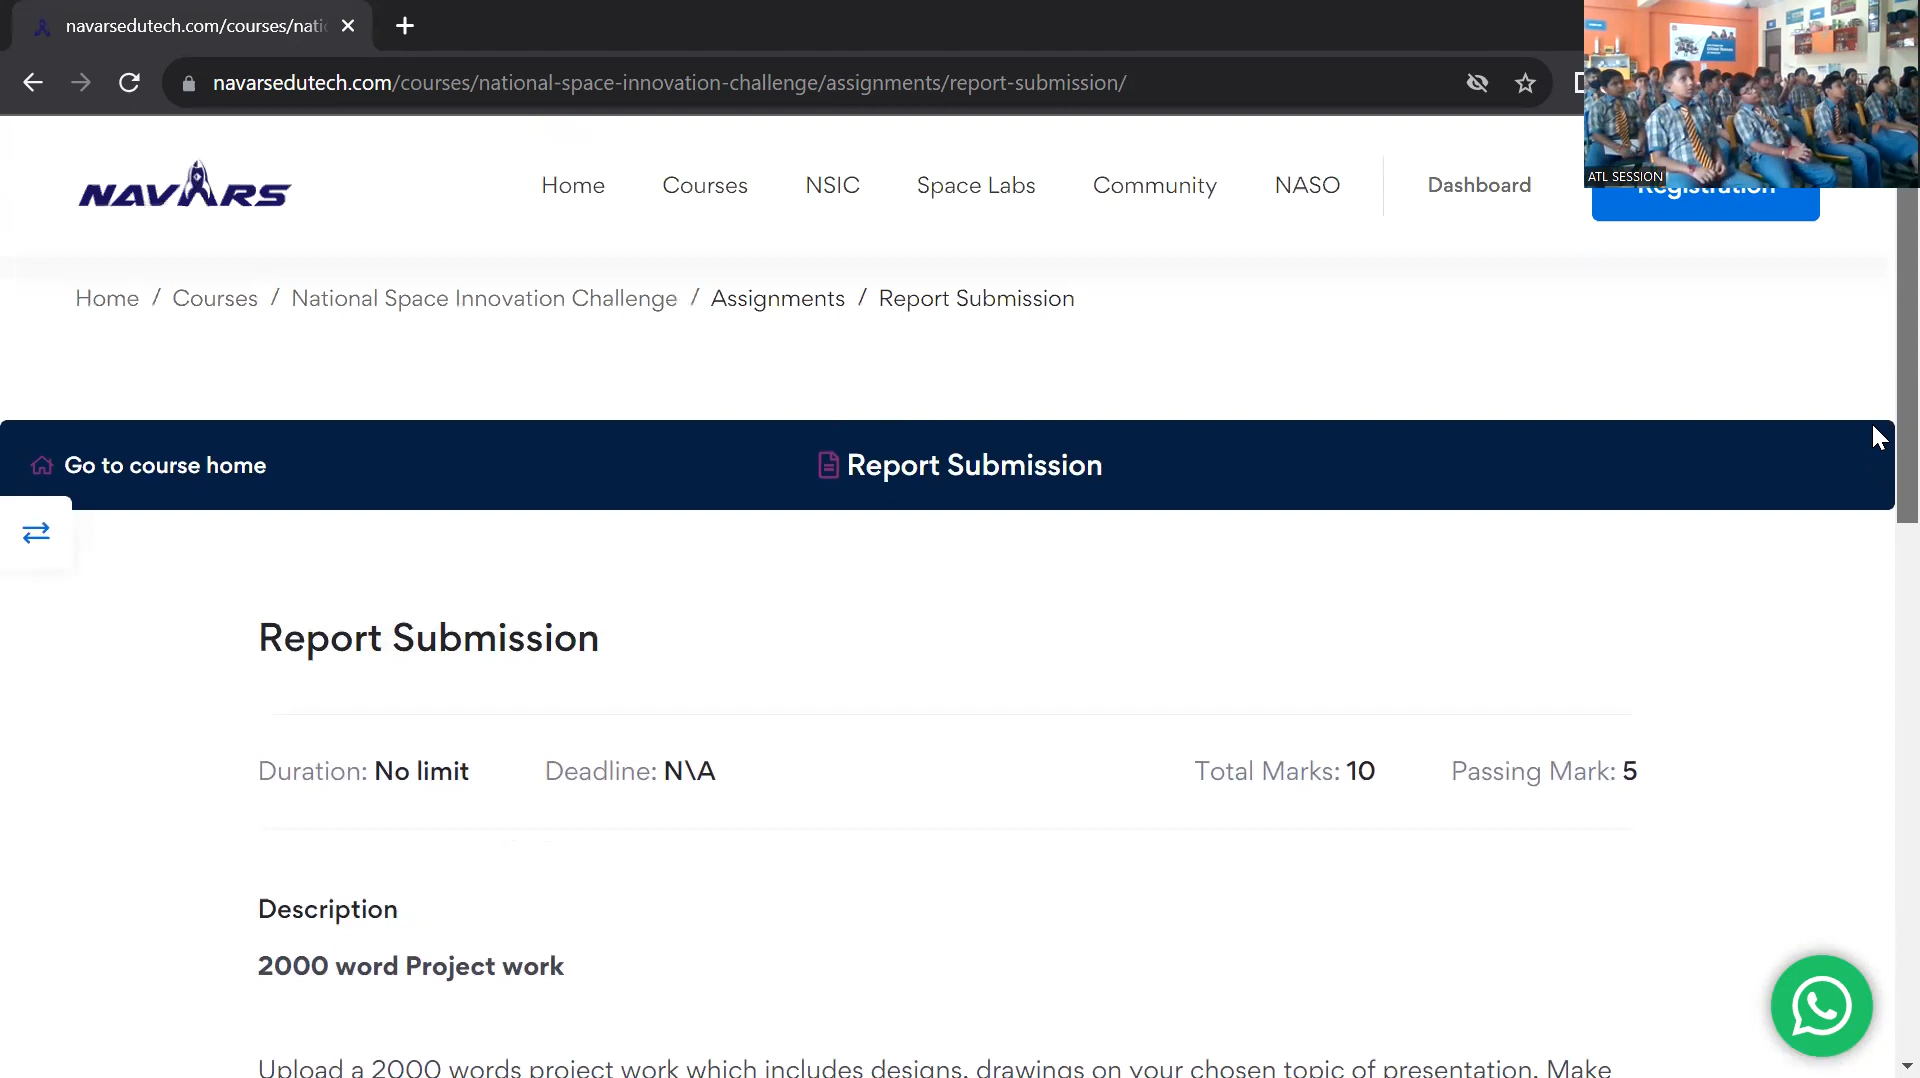 navarsedutech.com/courses/nati
navarsedutech.com/courses/national-space-innovation-challenge/assignments/report-submission/
ATL SESSION
NAVARS
Home
Courses
NSIC
Space Labs
Community
NASO
Dashboard
Registration
Home / Courses / National Space Innovation Challenge / Assignments / Report Submission
Go to course home
Report Submission
Report Submission
Duration: No limit
Deadline: N\A
Total Marks: 10
Passing Mark: 5
Description
2000 word Project work
Upload a 2000 words project work which includes designs, drawings on your chosen topic of presentation. Make